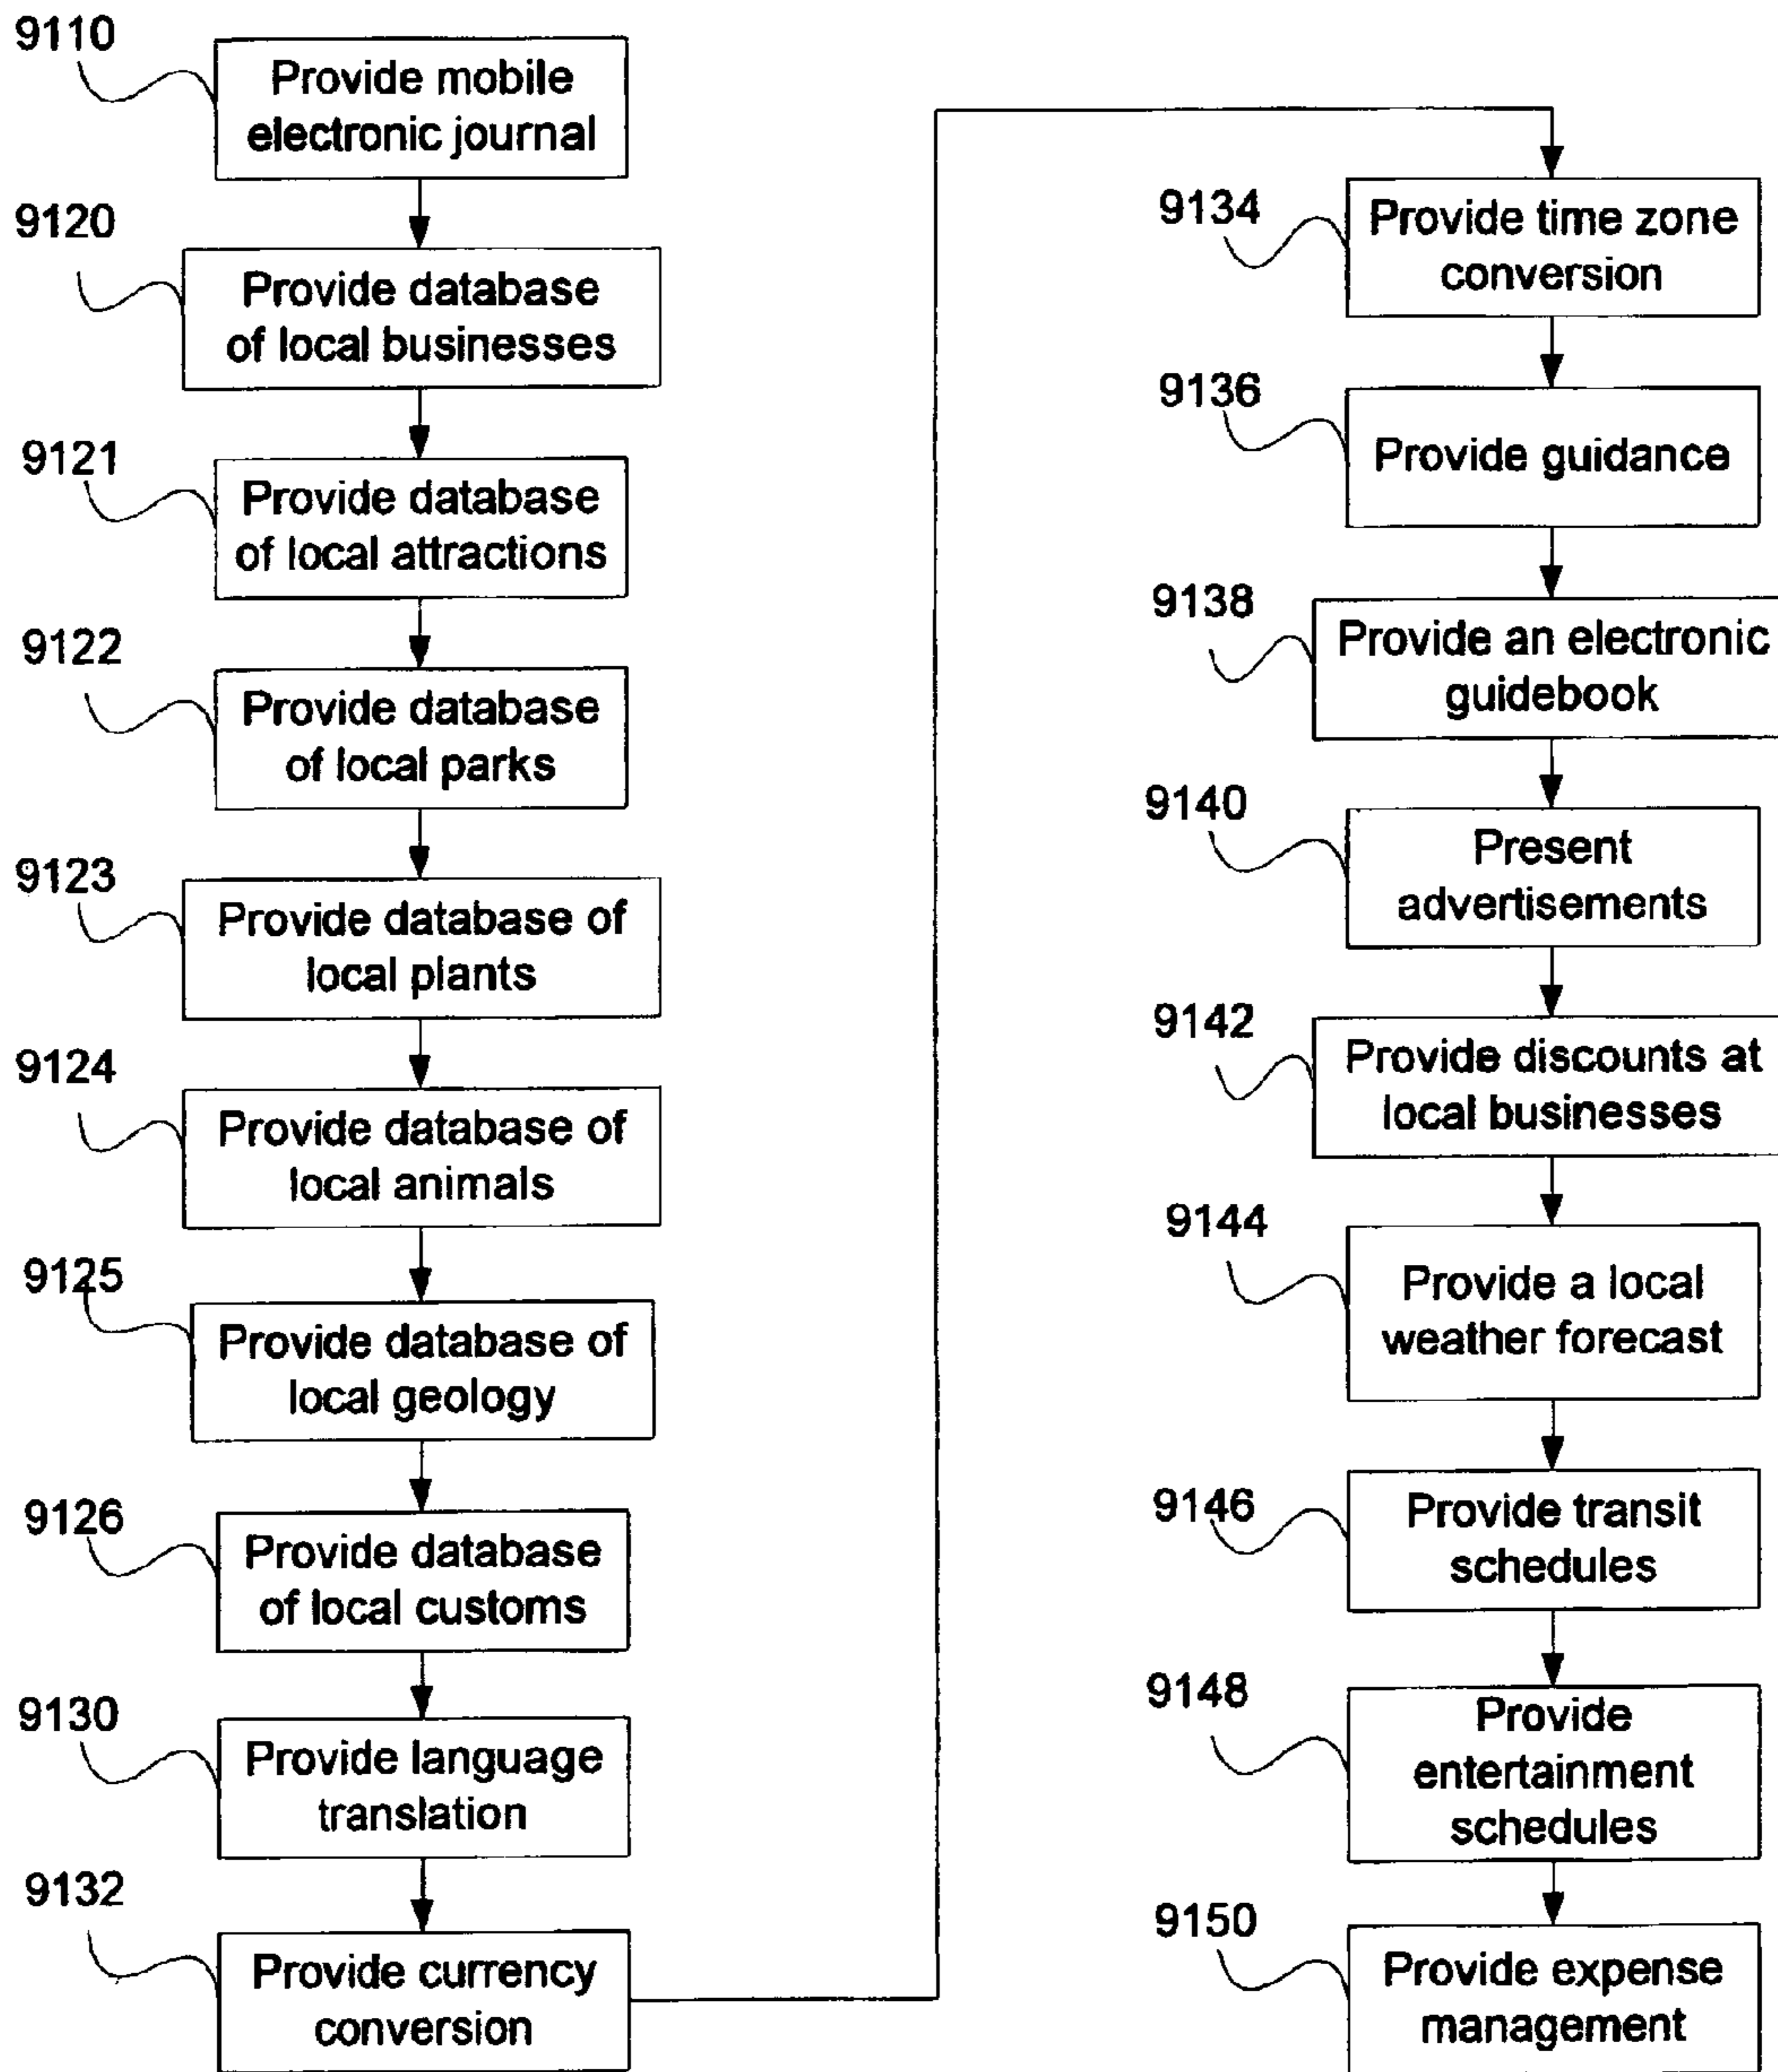 9110
Provide mobile
electronic journal
9120
Provide database
of local businesses
9121
Provide database
of local attractions
9122
Provide database
of local parks
9123
Provide database of
local plants
9124
Provide database of
local animals
9125
Provide database of
local geology
9126
Provide database
of local customs
9130
Provide language
translation
9132
Provide currency
conversion
9134
Provide time zone
conversion
9136
Provide guidance
9138
Provide an electronic
guidebook
9140
Present
advertisements
9142
Provide discounts at
local businesses
9144
Provide a local
weather forecast
9146
Provide transit
schedules
9148
Provide
entertainment
schedules
9150
Provide expense
management